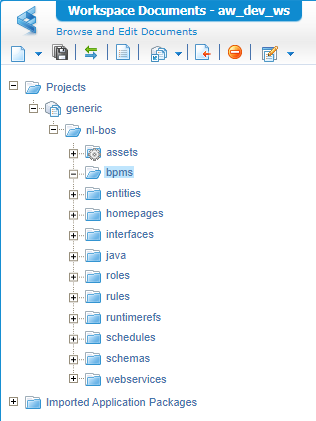 Workspace Documents - aw_dev_ws
Browse and Edit Documents
Projects
generic
nl-bos
assets
bpms
entities
homepages
interfaces
java
roles
rules
runtimerefs
schedules
schemas
webservices
Imported Application Packages